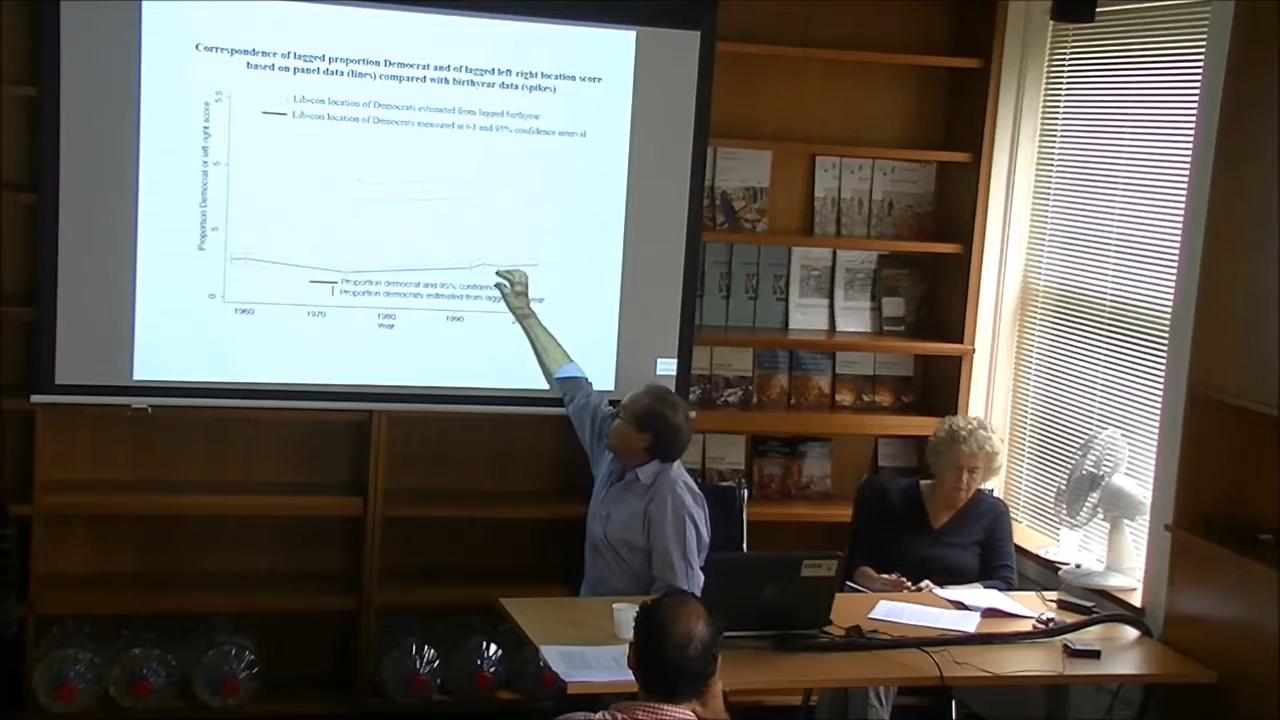 Correspondence of lagged proportion Democrat and of lagged left-right location score
based on panel data (lines) compared with birthyear data (spikes)
Lib-con location of Democrats estimated from lagged birthyear
Lib-con location of Democrats measured at t-1 and 95% confidence interval
Proportion Democrat or left-right score
5.5
5
.5
0
Proportion democrat and 95% confidenc
Proportion democrats estimated from lagg year
1960
1970
1980
1990
Year